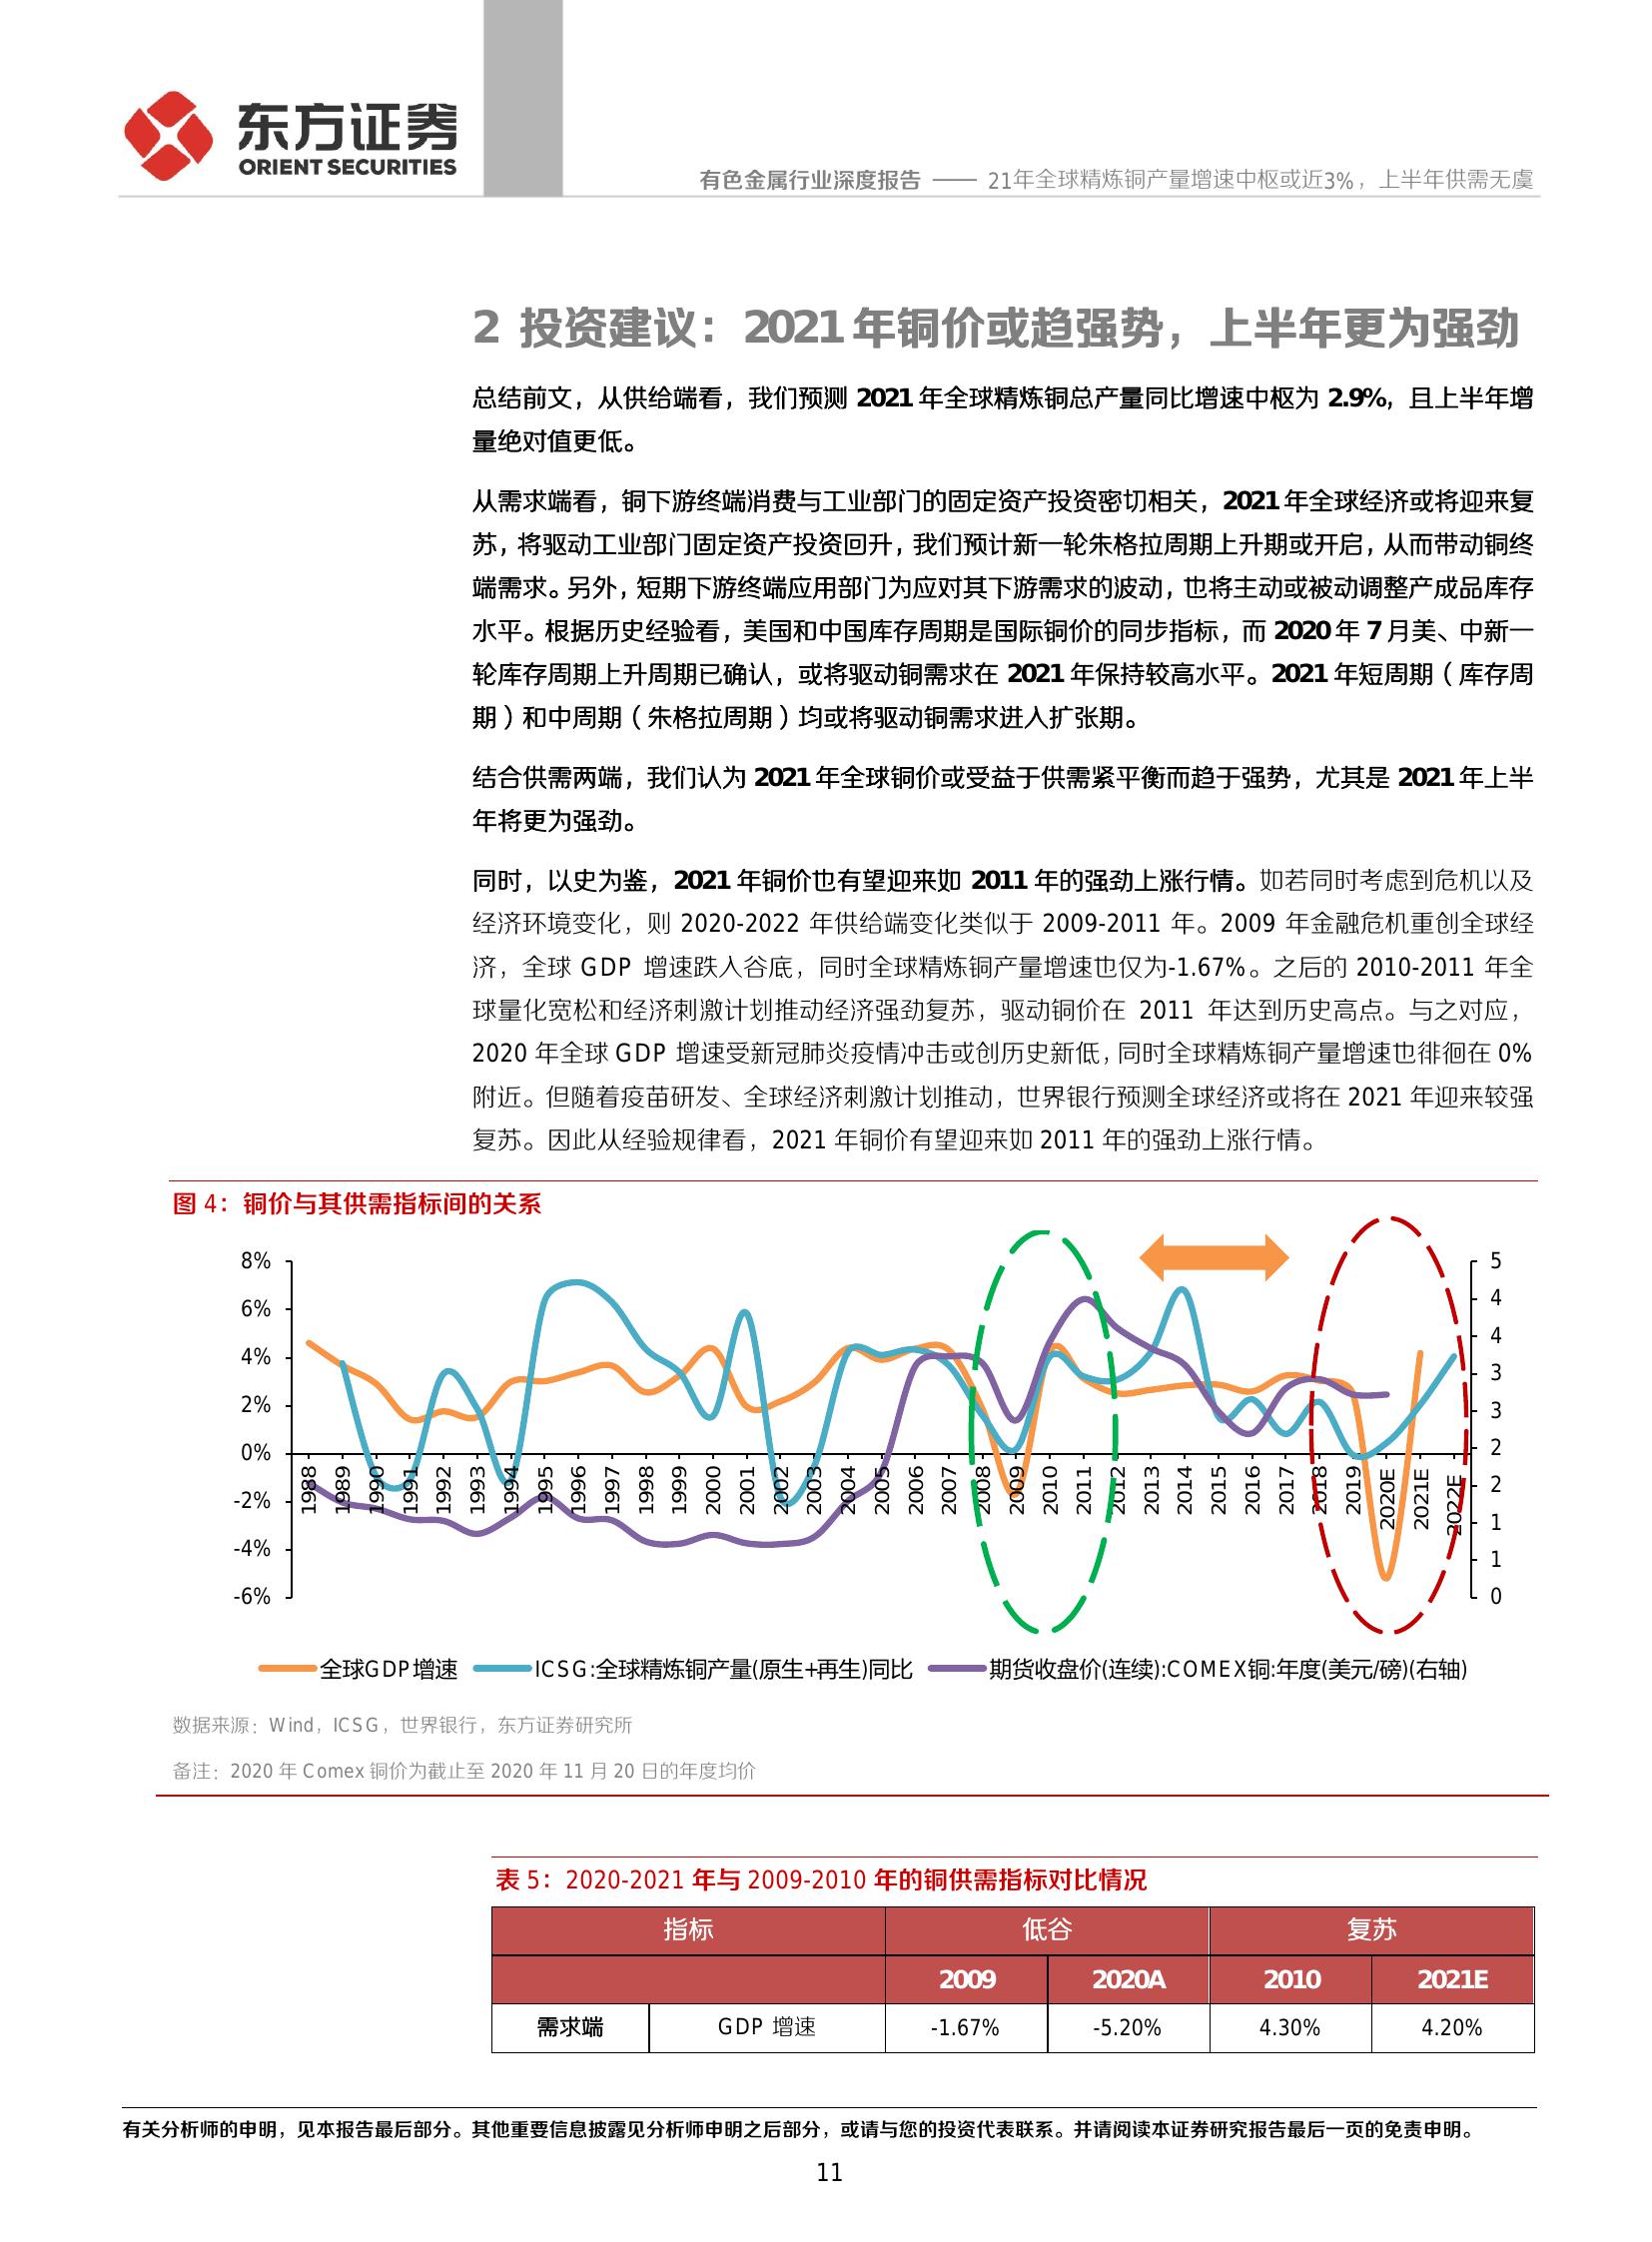 东方证券
ORIENT SECURITIES
有色金属行业深度报告 —— 21年全球精炼铜产量增速中枢或近3%，上半年供需无虞
2 投资建议：2021年铜价或趋强势，上半年更为强劲
总结前文，从供给端看，我们预测 2021 年全球精炼铜总产量同比增速中枢为 2.9%，且上半年增
量绝对值更低。
从需求端看，铜下游终端消费与工业部门的固定资产投资密切相关，2021 年全球经济或将迎来复
苏，将驱动工业部门固定资产投资回升，我们预计新一轮朱格拉周期上升期或开启，从而带动铜终
端需求。另外，短期下游终端应用部门为应对其下游需求的波动，也将主动或被动调整产成品库存
水平。根据历史经验看，美国和中国库存周期是国际铜价的同步指标，而 2020 年 7 月美、中新一
轮库存周期上升周期已确认，或将驱动铜需求在 2021 年保持较高水平。2021 年短周期（库存周
期）和中周期（朱格拉周期）均或将驱动铜需求进入扩张期。
结合供需两端，我们认为 2021 年全球铜价或受益于供需紧平衡而趋于强势，尤其是 2021 年上半
年将更为强劲。
同时，以史为鉴，2021 年铜价也有望迎来如 2011 年的强劲上涨行情。如若同时考虑到危机以及
经济环境变化，则 2020-2022 年供给端变化类似于 2009-2011 年。2009 年金融危机重创全球经
济，全球 GDP 增速跌入谷底，同时全球精炼铜产量增速也仅为-1.67%。之后的 2010-2011 年全
球量化宽松和经济刺激计划推动经济强劲复苏，驱动铜价在 2011 年达到历史高点。与之对应，
2020 年全球 GDP 增速受新冠肺炎疫情冲击或创历史新低，同时全球精炼铜产量增速也徘徊在 0%
附近。但随着疫苗研发、全球经济刺激计划推动，世界银行预测全球经济或将在 2021 年迎来较强
复苏。因此从经验规律看，2021 年铜价有望迎来如 2011 年的强劲上涨行情。
图 4：铜价与其供需指标间的关系
8% 5
6% 4
4% 4
3
2% 3
0% 2
1988 1989 1990 1991 1992 1993 1994 1995 1996 1997 1998 1999 2000 2001 2002 2003 2004 2005 2006 2007 2008 2009 2010 2011 2012 2013 2014 2015 2016 2017 2018 2019 2020E 2021E 2022E
-2% 2
1
-4% 1
-6% 0
全球GDP增速 ICSG:全球精炼铜产量(原生+再生)同比 期货收盘价(连续):COMEX铜:年度(美元/磅)(右轴)
数据来源：Wind，ICSG，世界银行，东方证券研究所
备注：2020 年 Comex 铜价为截止至 2020 年 11 月 20 日的年度均价
表 5：2020-2021 年与 2009-2010 年的铜供需指标对比情况
指标 低谷 复苏
2009 2020A 2010 2021E
需求端 GDP 增速 -1.67% -5.20% 4.30% 4.20%
有关分析师的申明，见本报告最后部分。其他重要信息披露见分析师申明之后部分，或请与您的投资代表联系。并请阅读本证券研究报告最后一页的免责申明。
11